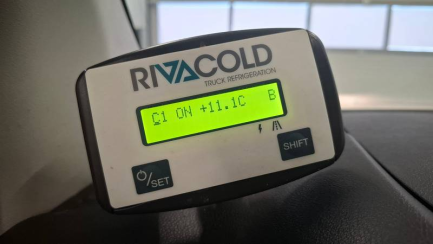 RIVACOLD
TRUCK REFRIGERATION
C1 ON +11.1C B
SHIFT
/SET